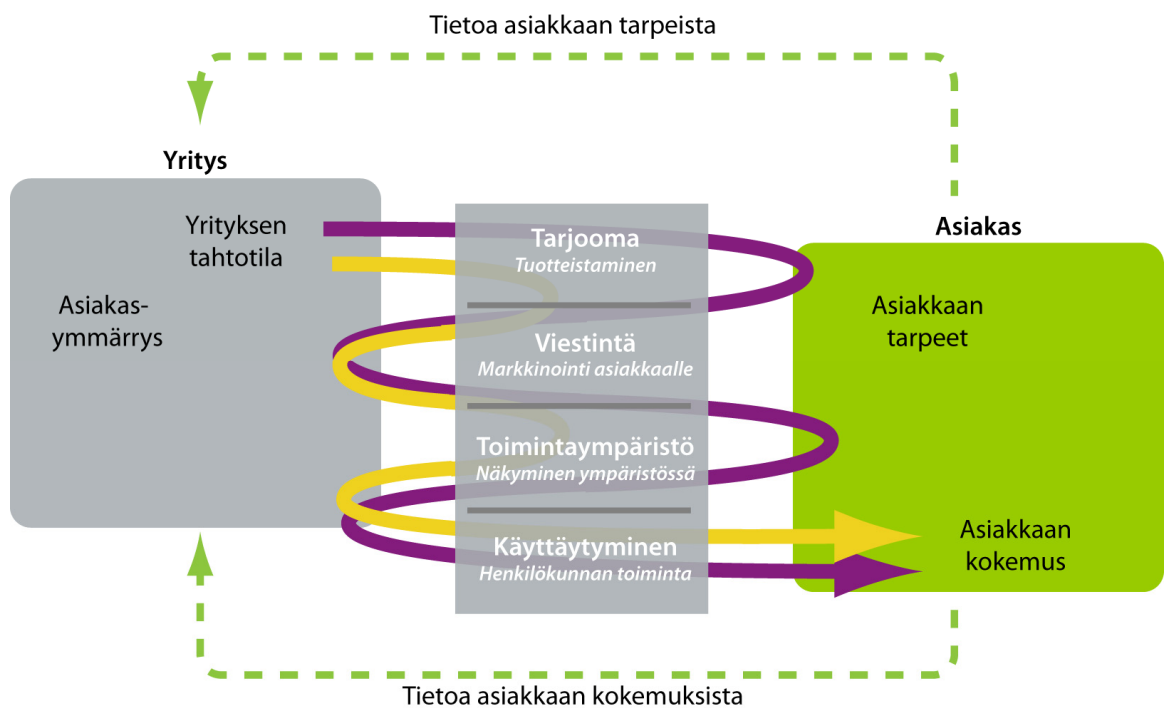 Tietoa asiakkaan tarpeista
Yritys
Yrityksen
tahtotila
Asiakas-
ymmärrys
Tarjooma
Tuotteistaminen
Viestintä
Markkinointi asiakkaalle
Toimintaympäristö
Näkyminen ympäristössä
Käyttäytyminen
Henkilökunnan toiminta
Asiakas
Asiakkaan
tarpeet
Asiakkaan
kokemus
Tietoa asiakkaan kokemuksista